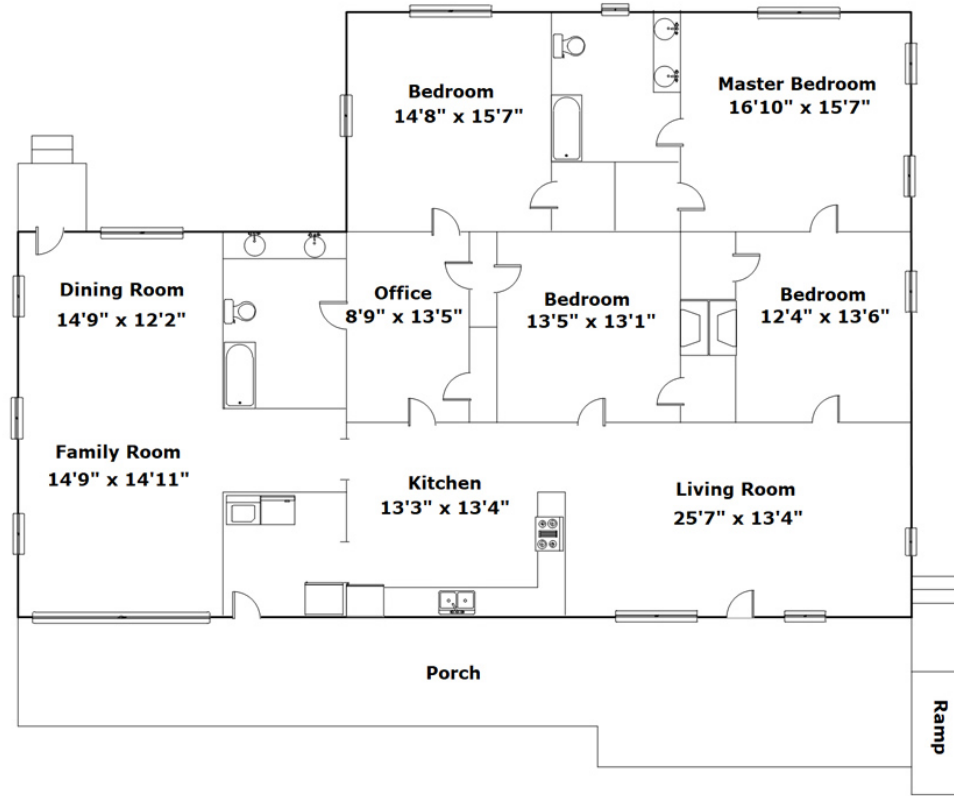 Bedroom
14'8" x 15'7"
Master Bedroom
16'10" x 15'7"
Dining Room
14'9" x 12'2"
Office
8'9" x 13'5"
Bedroom
13'5" x 13'1"
Bedroom
12'4" x 13'6"
Family Room
14'9" x 14'11"
Kitchen
13'3" x 13'4"
Living Room
25'7" x 13'4"
Porch
Ramp